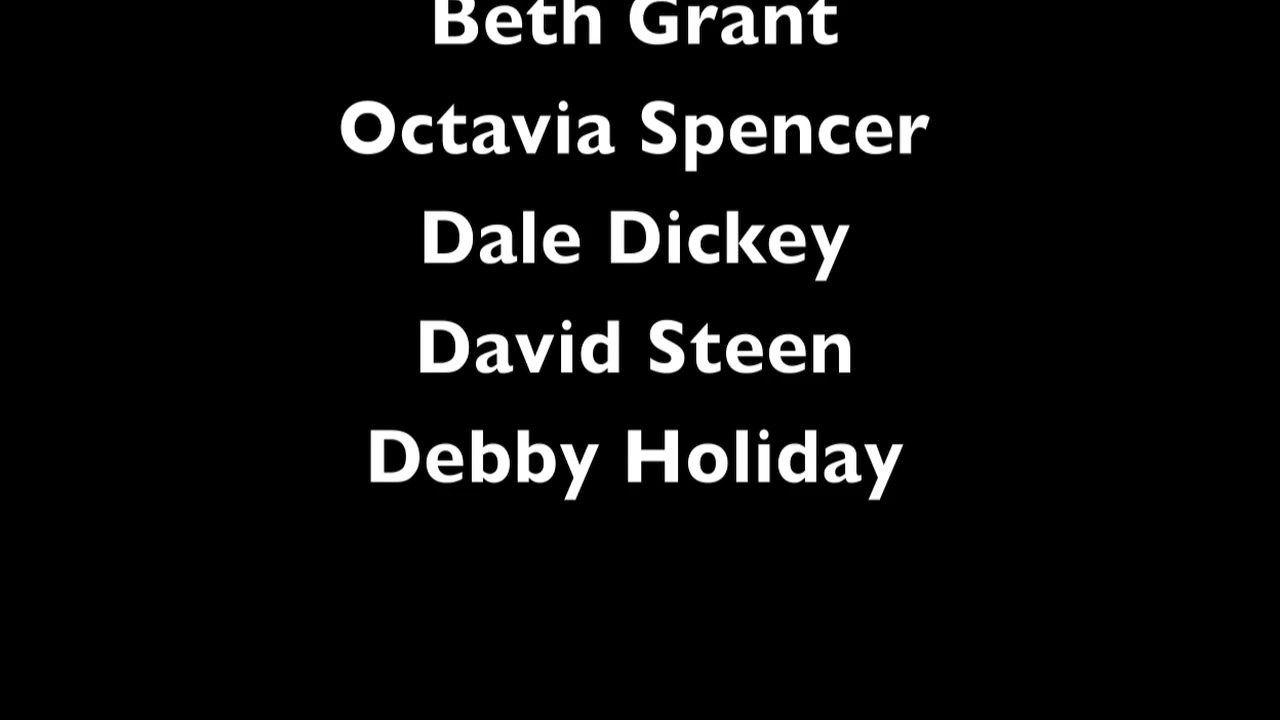 Beth Grant
Octavia Spencer
Dale Dickey
David Steen
Debby Holiday